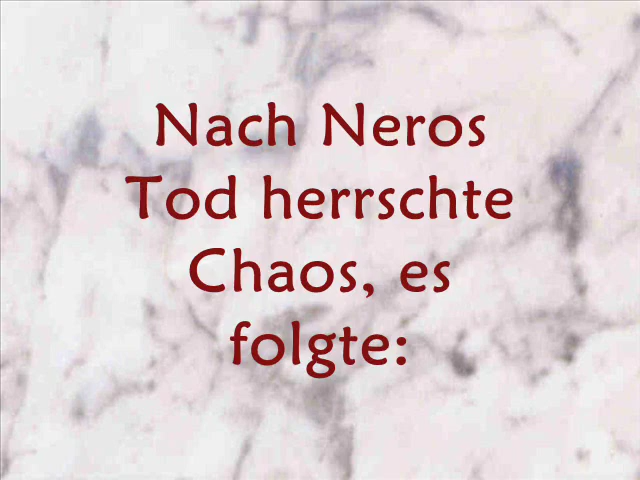 Nach Neros
Tod herrschte
Chaos, es
folgte: